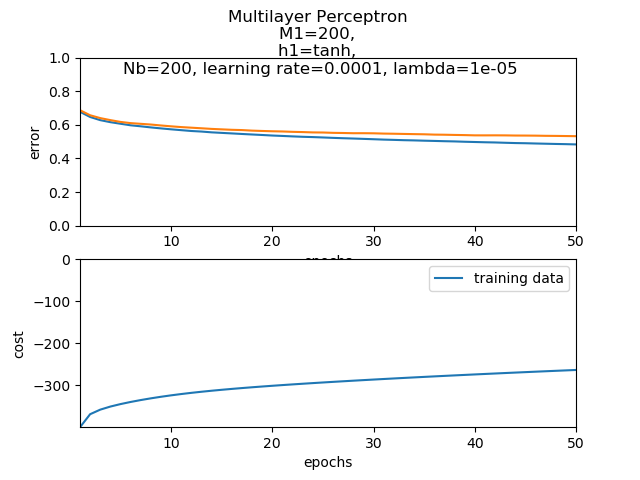 Multilayer Perceptron
M1=200,
h1=tanh,
Nb=200, learning rate=0.0001, lambda=1e-05
1.0
0.8
0.6
0.4
0.2
0.0
error
10
20
30
40
50
epochs
0
−100
−200
−300
cost
training data
10
20
30
40
50
epochs